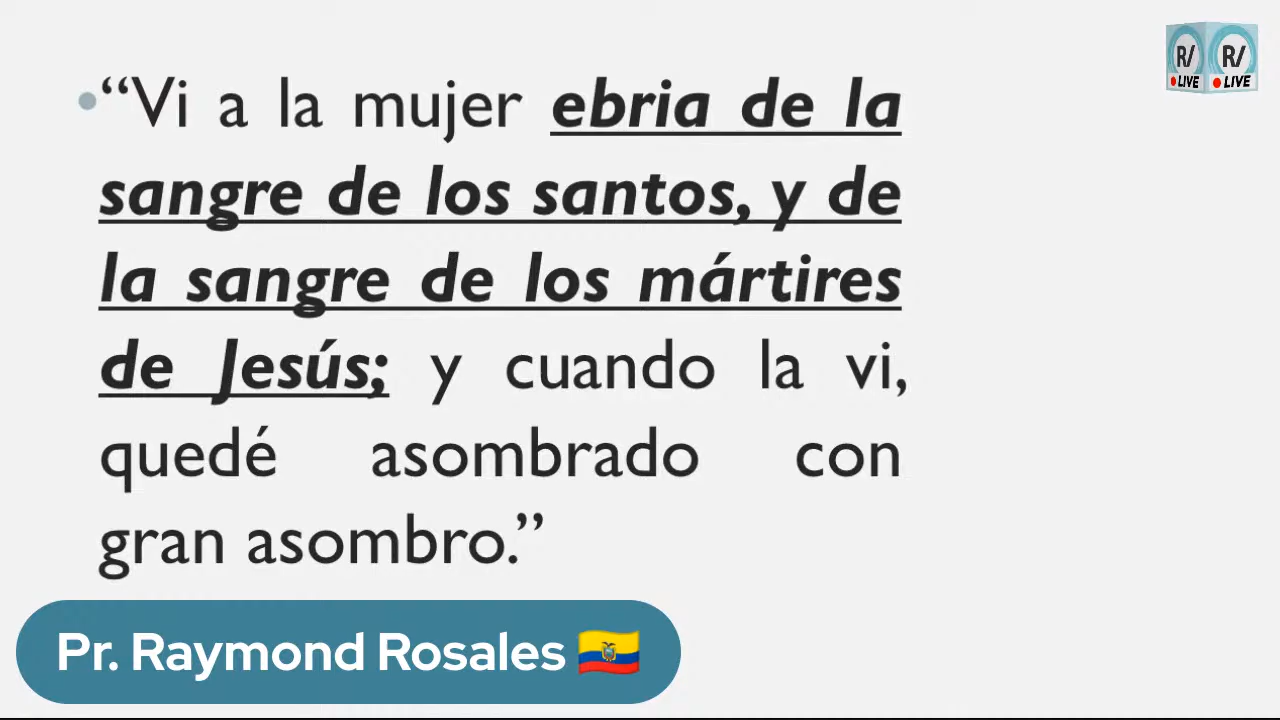 R/ R/
LIVE LIVE
•“Vi a la mujer ebria de la
sangre de los santos, y de
la sangre de los mártires
de Jesús; y cuando la vi,
quedé asombrado con
gran asombro.”
Pr. Raymond Rosales 🇪🇨